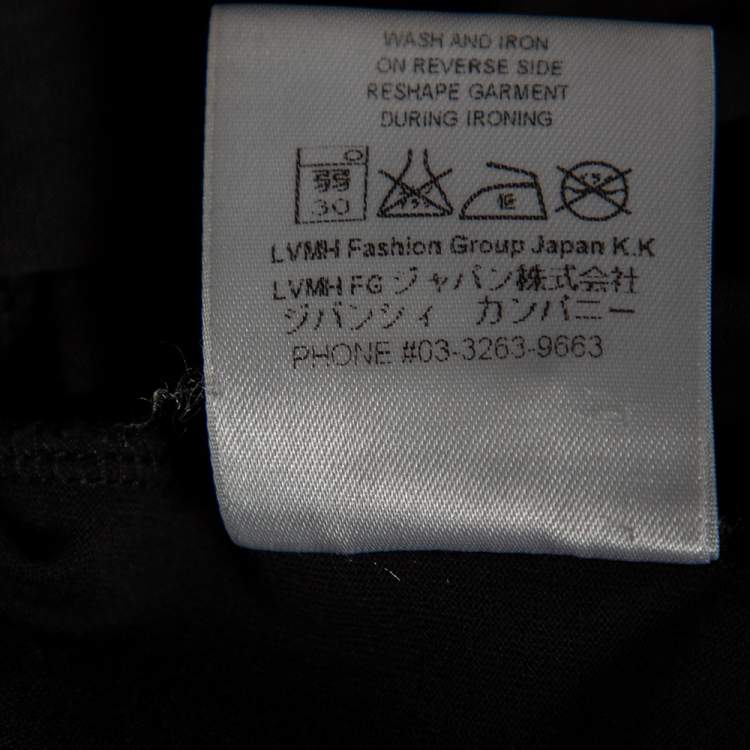 WASH AND IRON
ON REVERSE SIDE
RESHAPE GARMENT
DURING IRONING
弱 低
30
LVMH Fashion Group Japan K.K
LVMH FG ジャパン株式会社
ジバンシィ カンパニー
PHONE #03-3263-9663